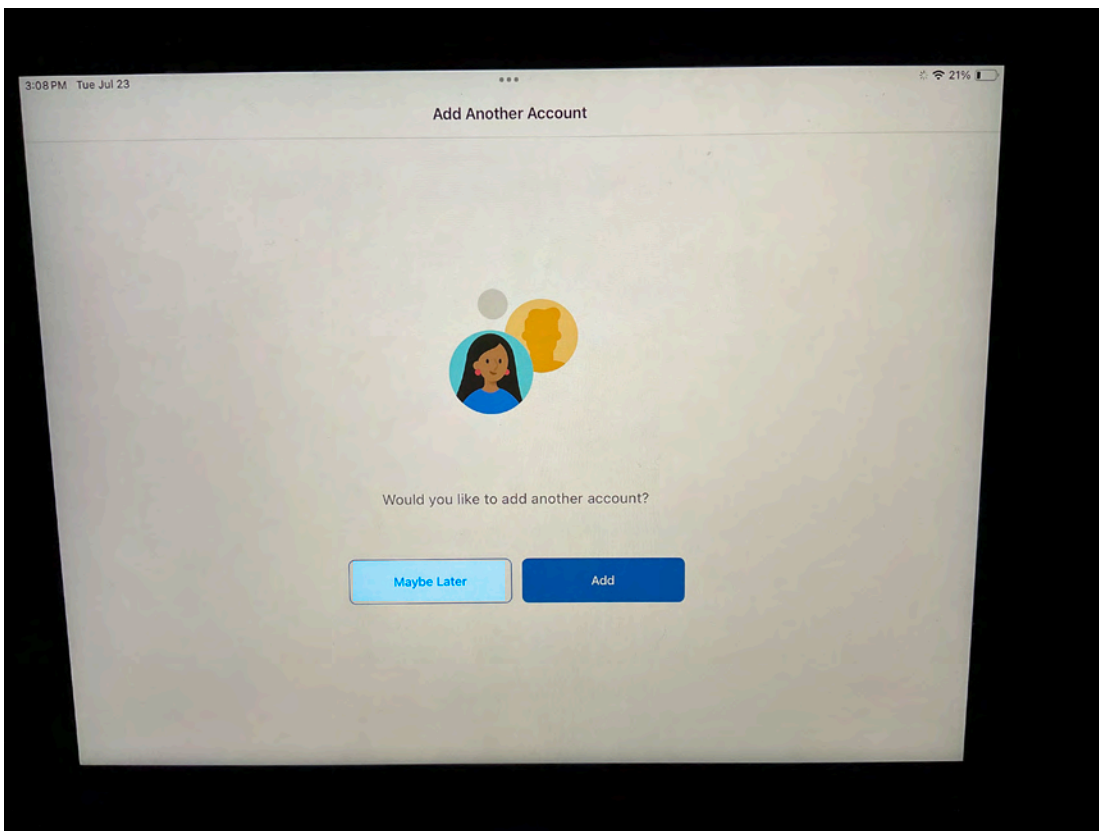 3:08 PM Tue Jul 23 21%
Add Another Account
Would you like to add another account?
Maybe Later Add